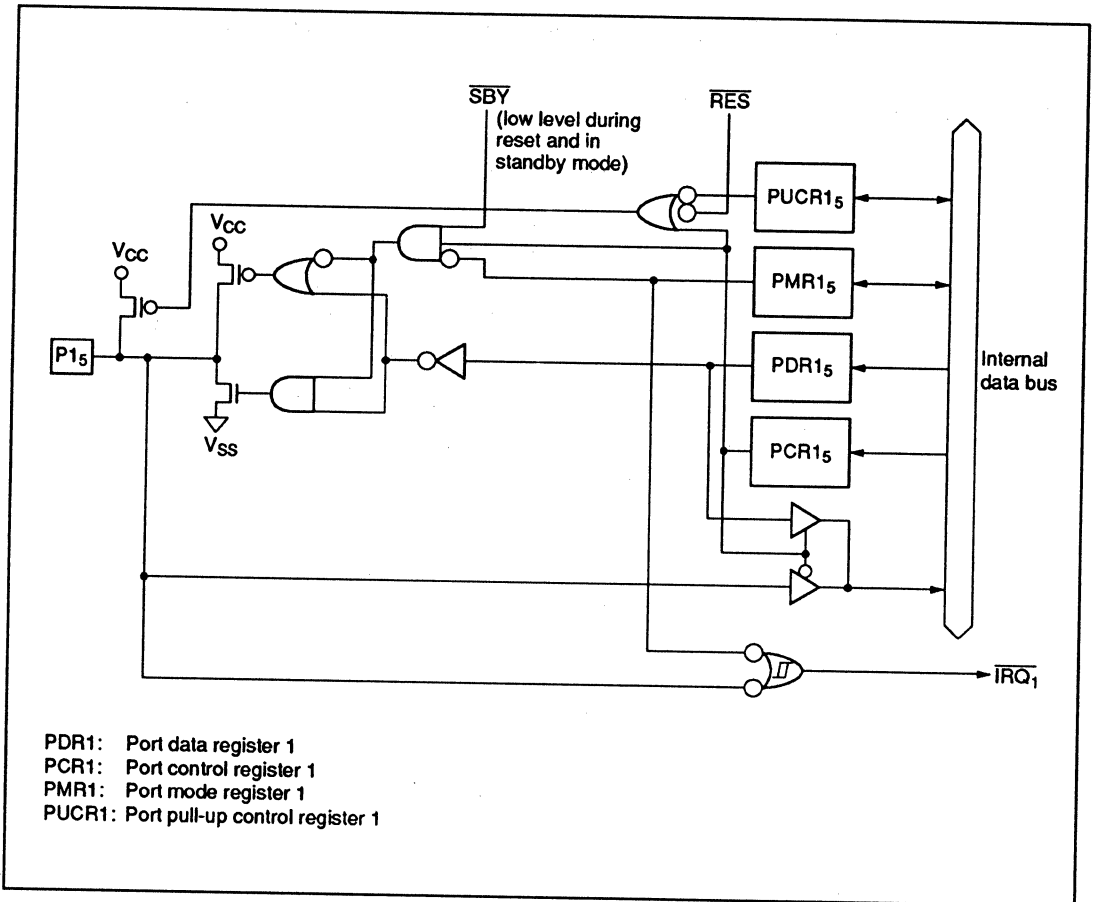 SBY
(low level during
reset and in
standby mode)
RES
PUCR15
VCC
VCC
PMR15
P15
PDR15
Internal
data bus
VSS
PCR15
IRQ1
PDR1: Port data register 1
PCR1: Port control register 1
PMR1: Port mode register 1
PUCR1: Port pull-up control register 1